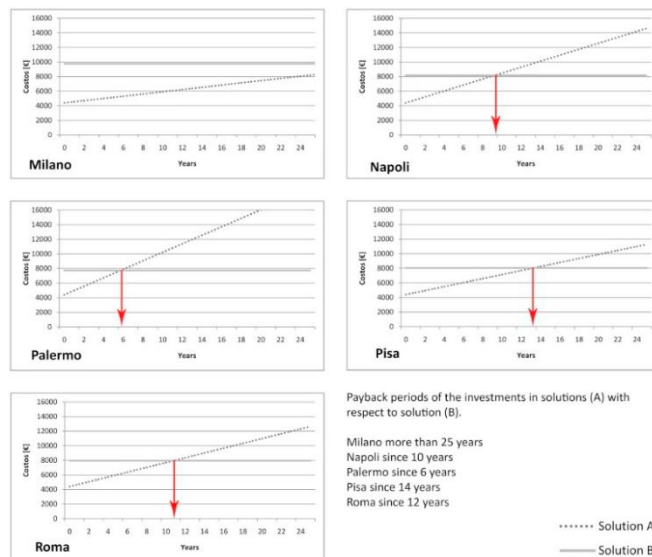 16000
14000
12000
10000
8000
6000
4000
2000
0
Costos [€]
0 2 4 6 8 10 12 14 16 18 20 22 24
Milano
Years
16000
14000
12000
10000
8000
6000
4000
2000
0
Costos [€]
0 2 4 6 8 10 12 14 16 18 20 22 24
Napoli
Years
16000
14000
12000
10000
8000
6000
4000
2000
0
Costos [€]
0 2 4 6 8 10 12 14 16 18 20 22 24
Palermo
Years
16000
14000
12000
10000
8000
6000
4000
2000
0
Costos [€]
0 2 4 6 8 10 12 14 16 18 20 22 24
Pisa
Years
16000
14000
12000
10000
8000
6000
4000
2000
0
Costos [€]
0 2 4 6 8 10 12 14 16 18 20 22 24
Roma
Years
Payback periods of the investments in solutions (A) with
respect to solution (B).
Milano more than 25 years
Napoli since 10 years
Palermo since 6 years
Pisa since 14 years
Roma since 12 years
Solution A
Solution B